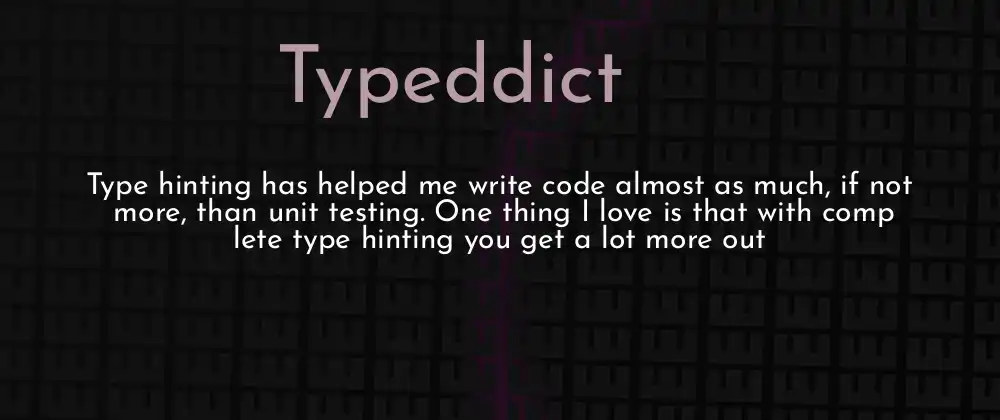 Typeddict
Type hinting has helped me write code almost as much, if not
more, than unit testing. One thing I love is that with comp
lete type hinting you get a lot more out